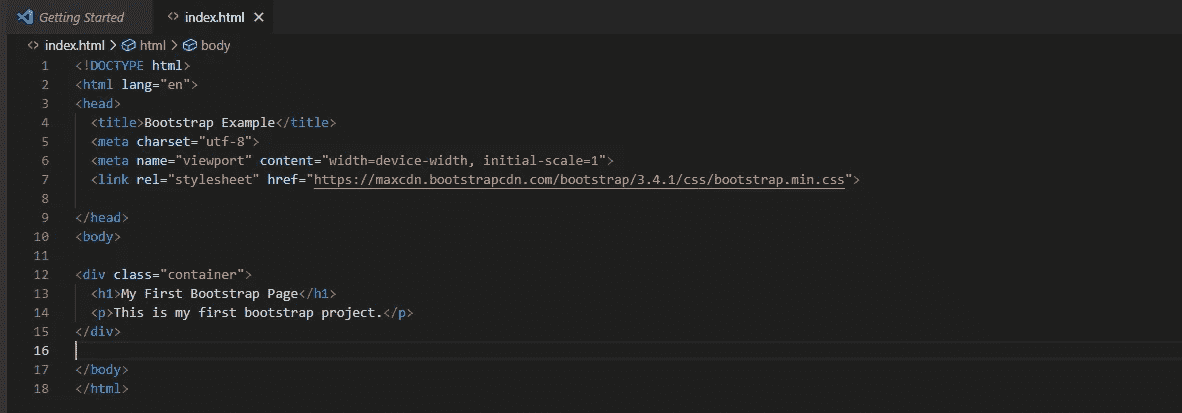 Getting Started <> index.html ×
<> index.html > html > body
1 <!DOCTYPE html>
2 <html lang="en">
3 <head>
4   <title>Bootstrap Example</title>
5   <meta charset="utf-8">
6   <meta name="viewport" content="width=device-width, initial-scale=1">
7   <link rel="stylesheet" href="https://maxcdn.bootstrapcdn.com/bootstrap/3.4.1/css/bootstrap.min.css">
8
9 </head>
10 <body>
11
12 <div class="container">
13   <h1>My First Bootstrap Page</h1>
14   <p>This is my first bootstrap project.</p>
15 </div>
16
17 </body>
18 </html>